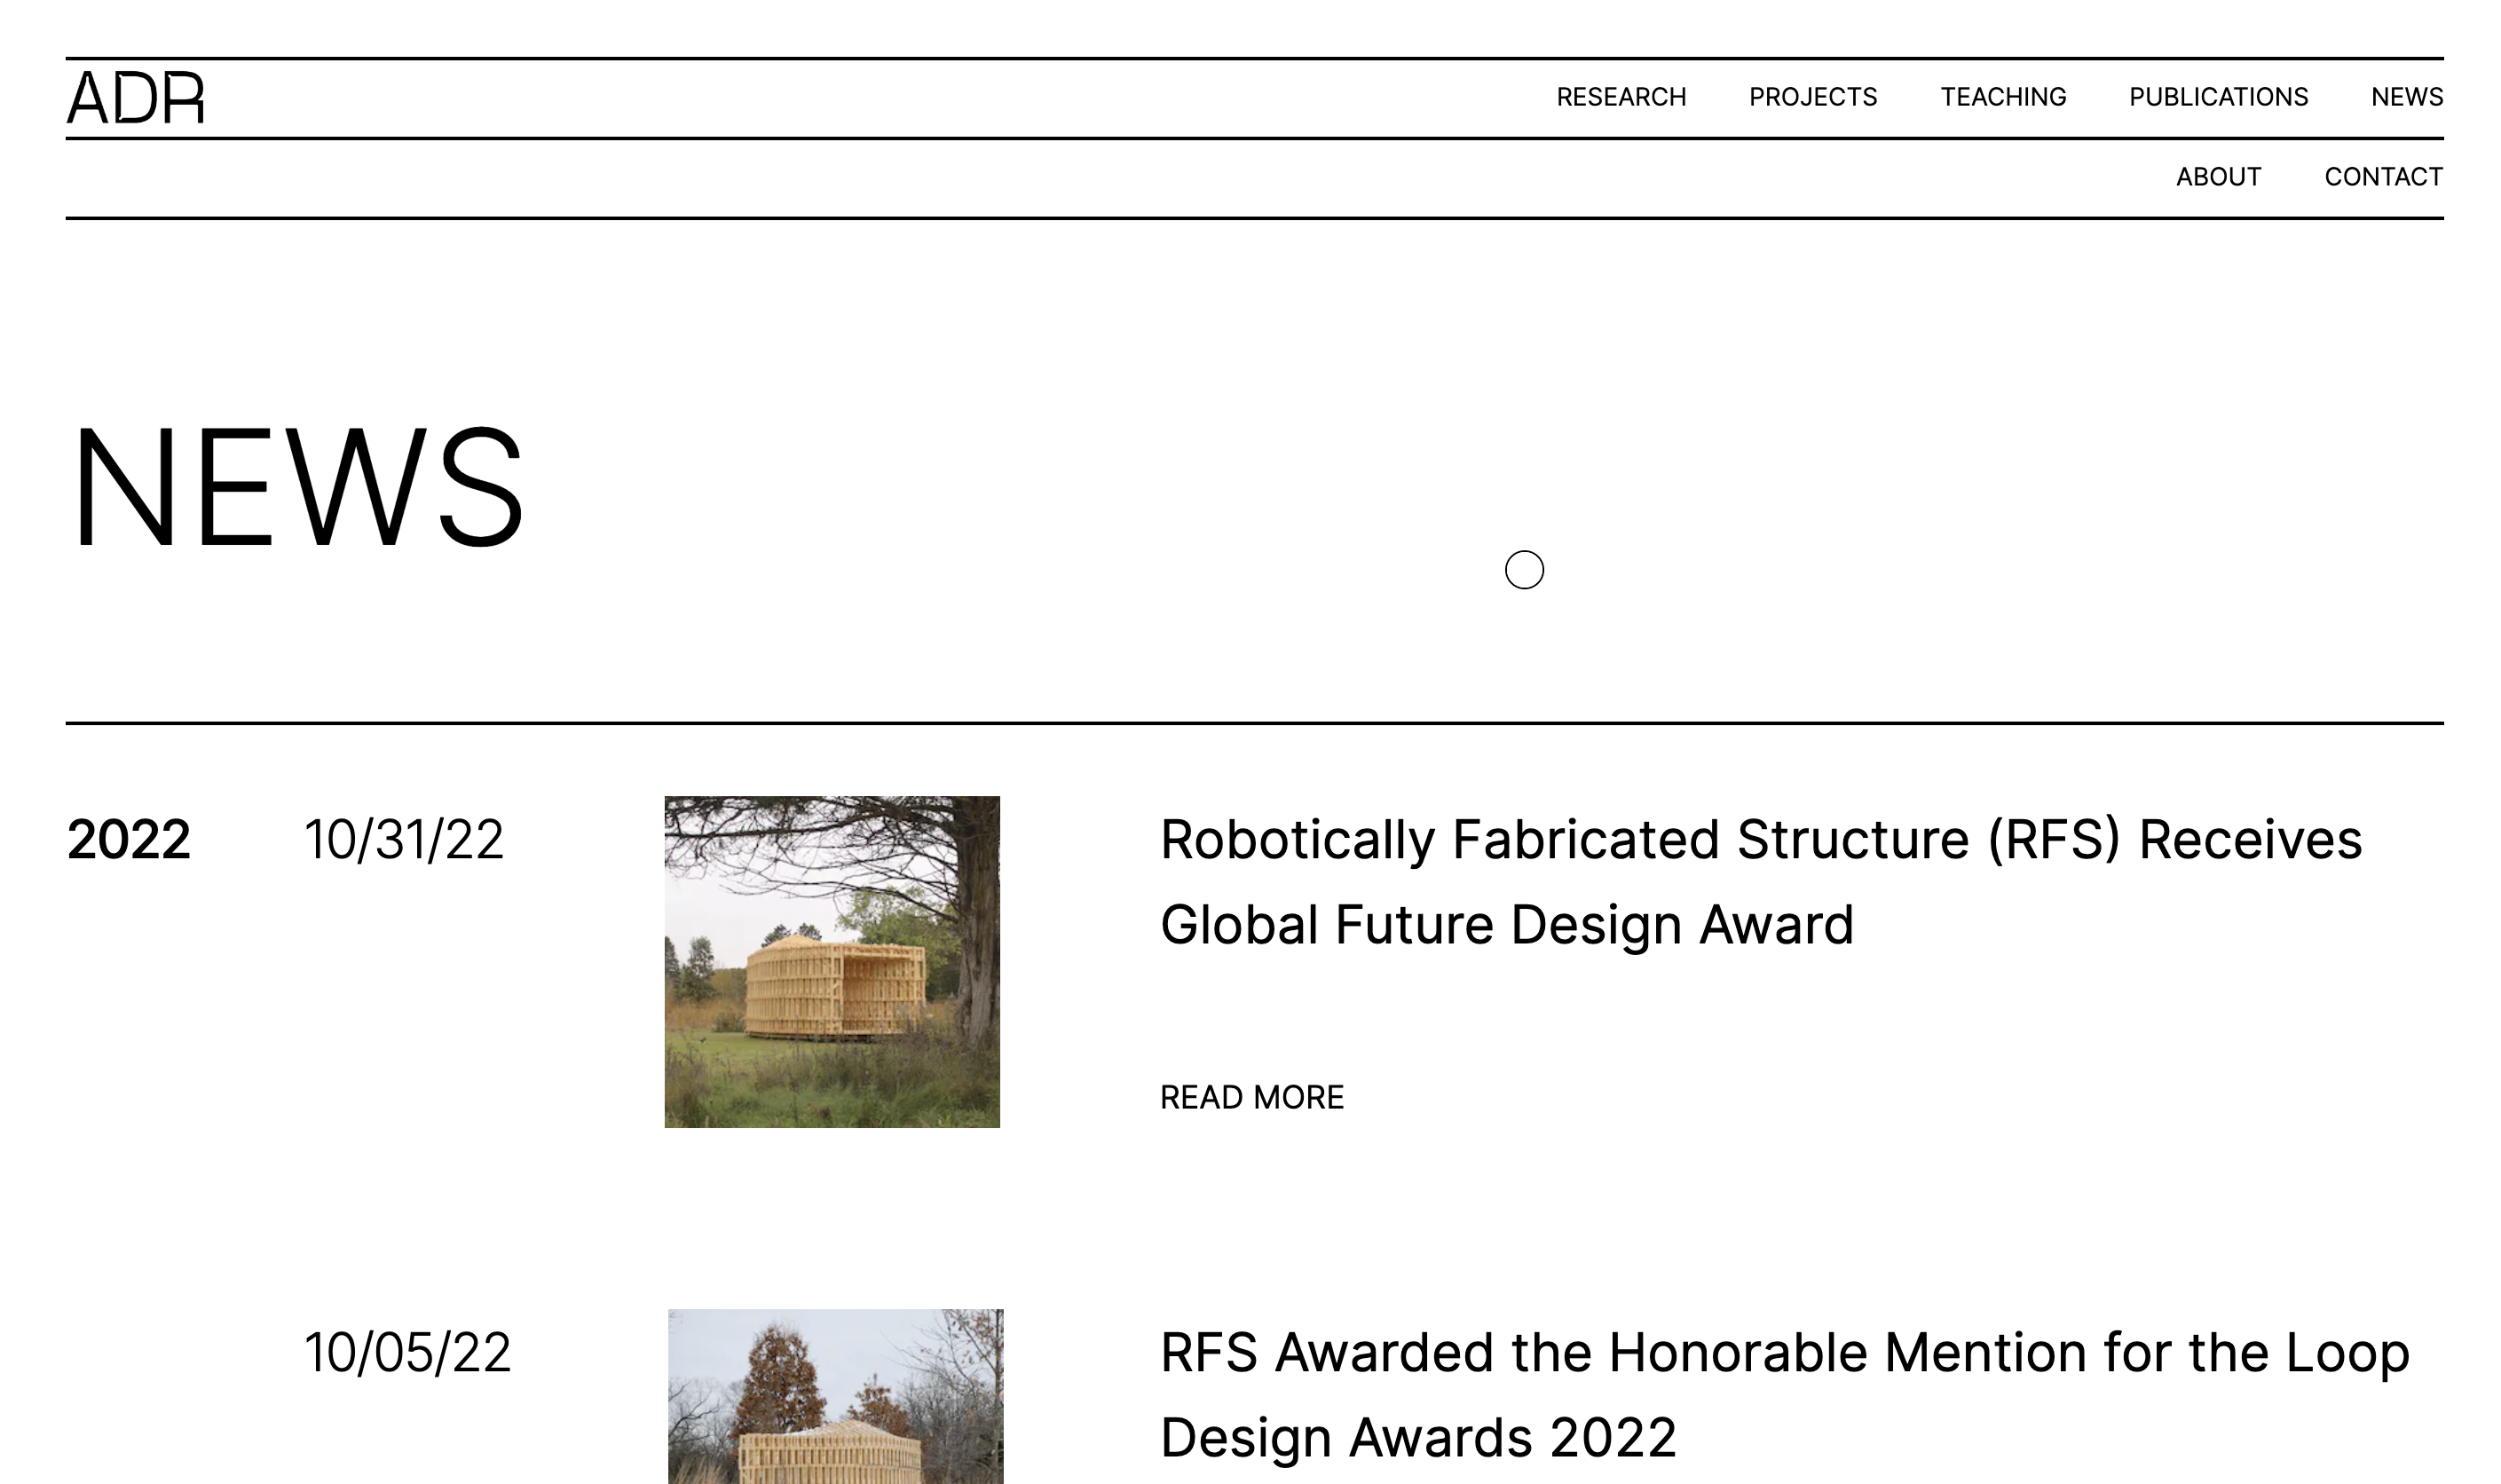 ADR
RESEARCH PROJECTS TEACHING PUBLICATIONS NEWS
ABOUT CONTACT
NEWS
2022
10/31/22
Robotically Fabricated Structure (RFS) Receives
Global Future Design Award
READ MORE
10/05/22
RFS Awarded the Honorable Mention for the Loop
Design Awards 2022